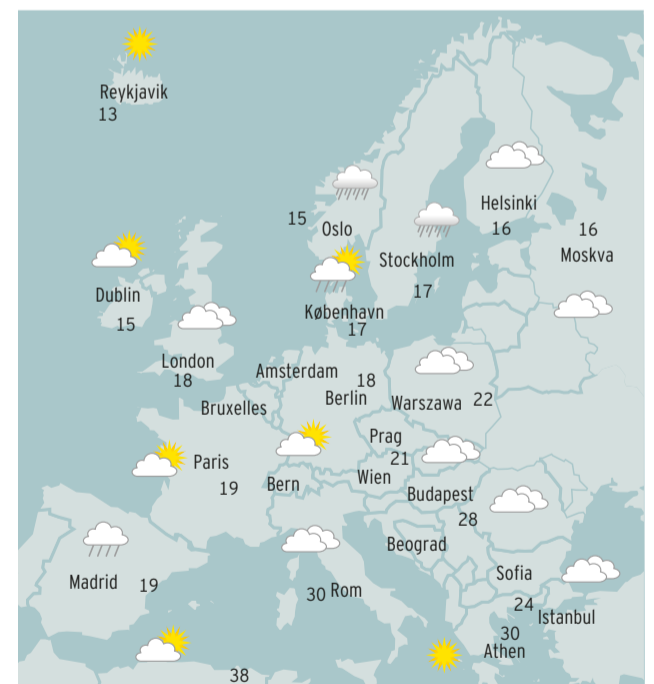 Reykjavik
13
Helsinki
16
15
Oslo
16
Moskva
Stockholm
17
Dublin
15
København
17
London
18
Amsterdam
18
Berlin
Bruxelles
Warszawa
22
Prag
21
Paris
19
Bern
Wien
Budapest
28
Beograd
Madrid
19
30
Rom
Sofia
24
Istanbul
30
Athen
38